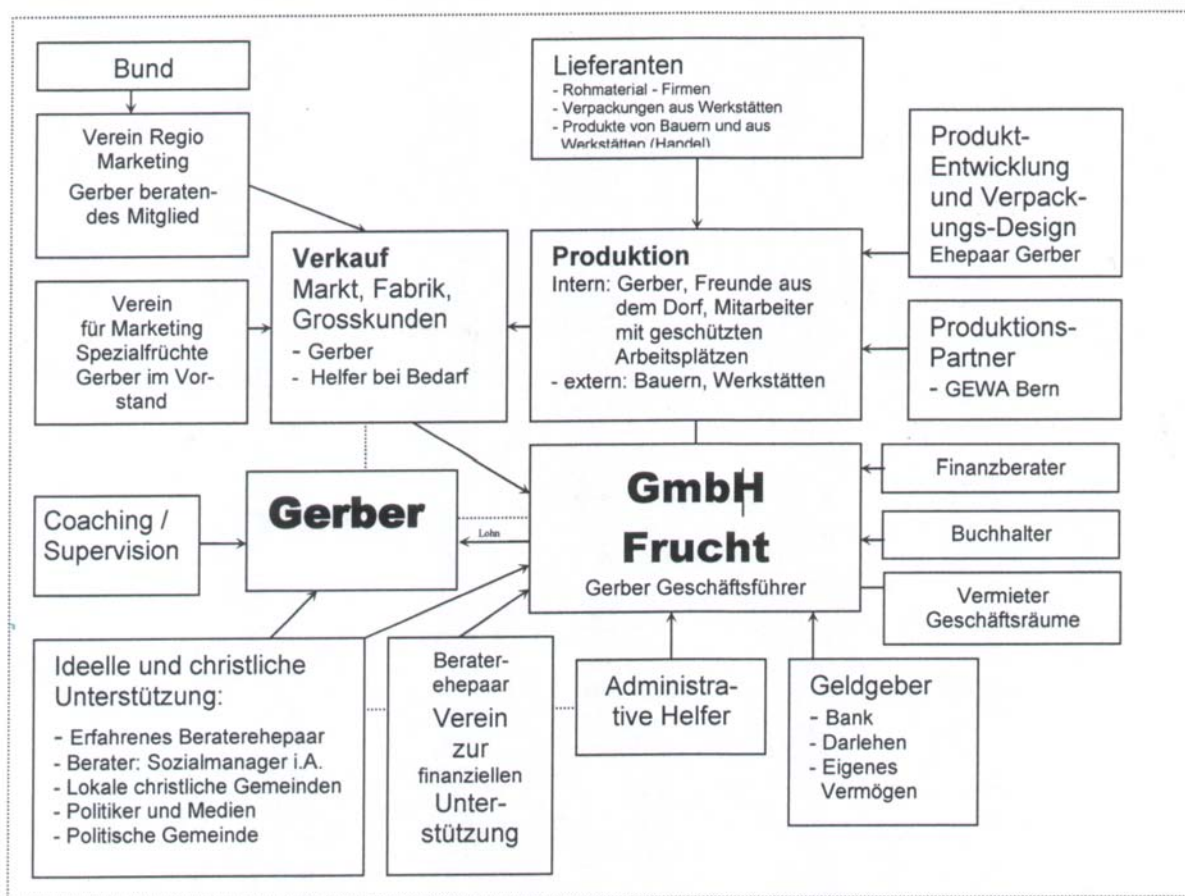 Bund
Verein Regio
Marketing
Gerber beraten-
des Mitglied
Verein
für Marketing
Spezialfrüchte
Gerber im Vor-
stand
Verkauf
Markt, Fabrik,
Grosskunden
- Gerber
- Helfer bei Bedarf
Lieferanten
- Rohmaterial - Firmen
- Verpackungen aus Werkstätten
- Produkte von Bauern und aus
Werkstätten (Handel)
Produktion
Intern: Gerber, Freunde aus
dem Dorf, Mitarbeiter
mit geschützten
Arbeitsplätzen
- extern: Bauern, Werkstätten
Produkt-
Entwicklung
und Verpack-
ungs-Design
Ehepaar Gerber
Produktions-
Partner
- GEWA Bern
Coaching /
Supervision
Gerber
Lohn
GmbH
Frucht
Gerber Geschäftsführer
Finanzberater
Buchhalter
Vermieter
Geschäftsräume
Ideelle und christliche
Unterstützung:
- Erfahrenes Beraterehepaar
- Berater: Sozialmanager i.A.
- Lokale christliche Gemeinden
- Politiker und Medien
- Politische Gemeinde
Berater-
ehepaar
Verein
zur
finanziellen
Unter-
stützung
Administra-
tive Helfer
Geldgeber
- Bank
- Darlehen
- Eigenes
Vermögen